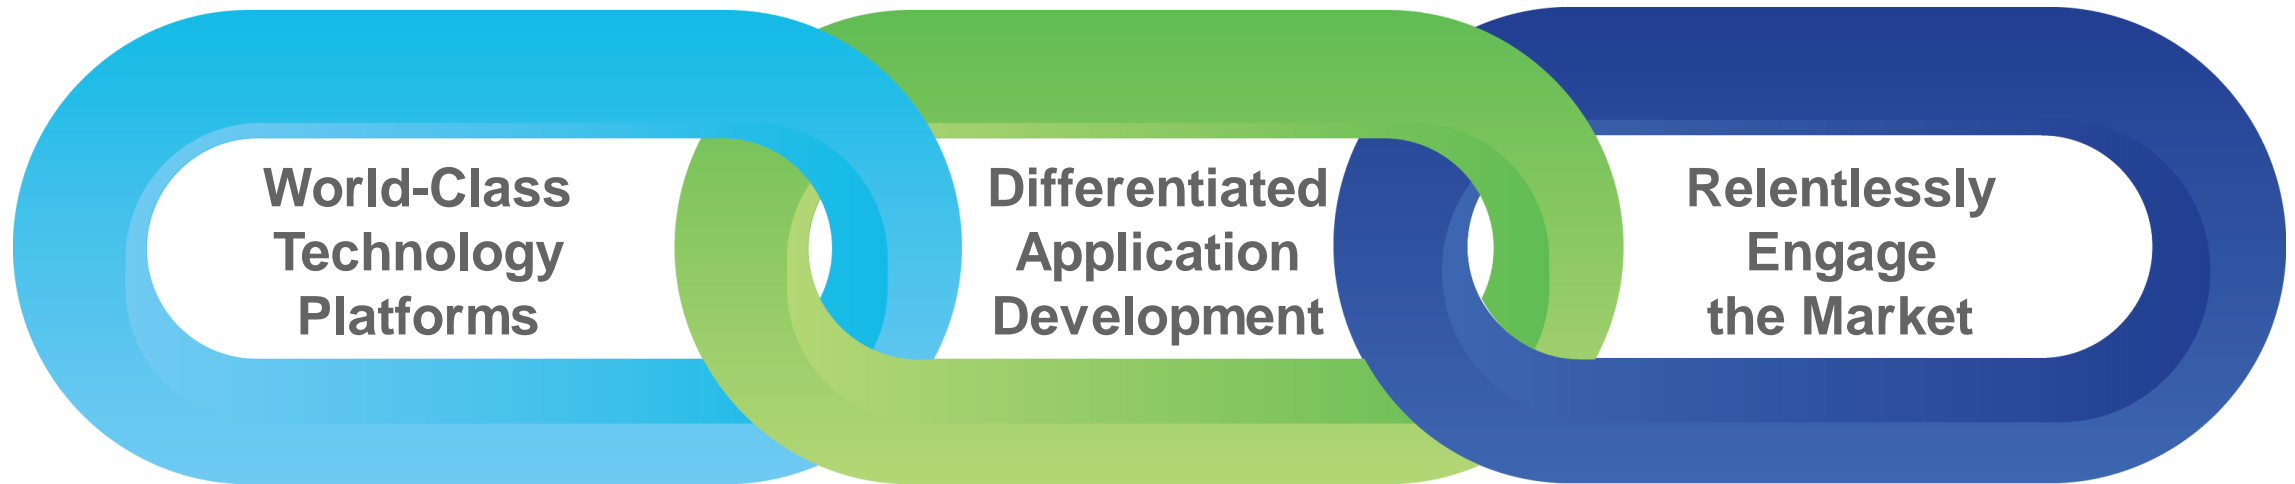 World-Class
Technology
Platforms
Differentiated
Application
Development
Relentlessly
Engage
the Market